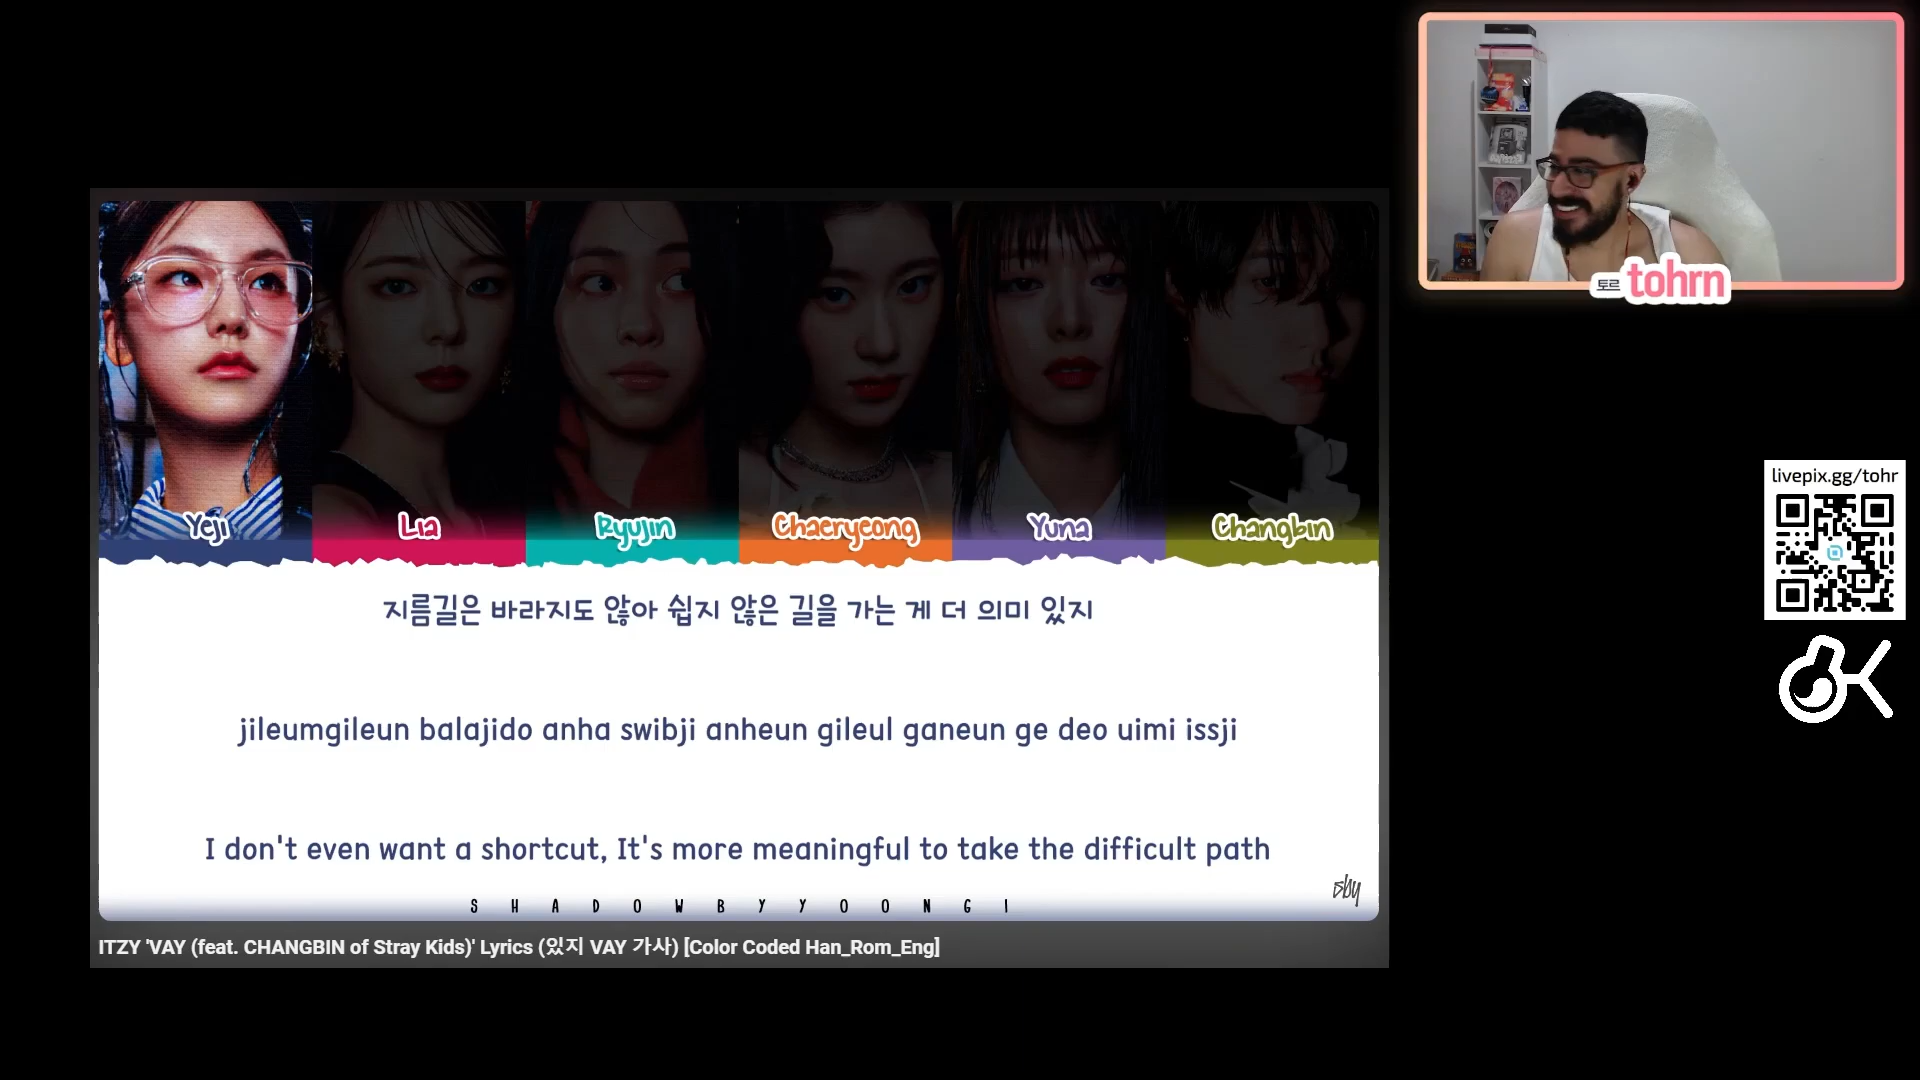 토르 tohrn
livepix.gg/tohr
Yeji
Lia
Ryujin
Chaeryeong
Yuna
Changbin
지름길은 바라지도 않아 쉽지 않은 길을 가는 게 더 의미 있지
jileumgileun balajido anha swibji anheun gileul ganeun ge deo uimi issji
I don't even want a shortcut, It's more meaningful to take the difficult path
sby
SHADOWBYYOONGI
ITZY 'VAY (feat. CHANGBIN of Stray Kids)' Lyrics (있지 VAY 가사) [Color Coded Han_Rom_Eng]